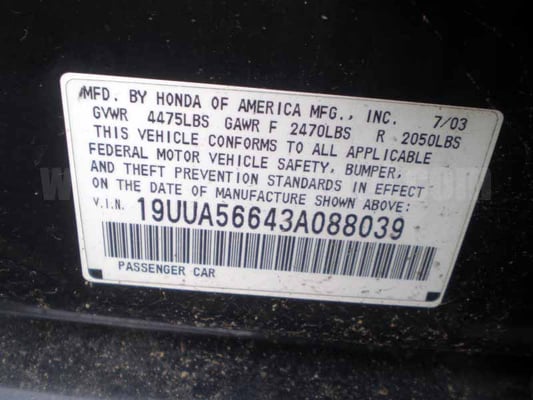 MFD. BY HONDA OF AMERICA MFG., INC. 7/03
GVWR 4475LBS GAWR F 2470LBS R 2050LBS
THIS VEHICLE CONFORMS TO ALL APPLICABLE
FEDERAL MOTOR VEHICLE SAFETY, BUMPER,
AND THEFT PREVENTION STANDARDS IN EFFECT
ON THE DATE OF MANUFACTURE SHOWN ABOVE.
V.I.N. 19UUA56643A088039
PASSENGER CAR